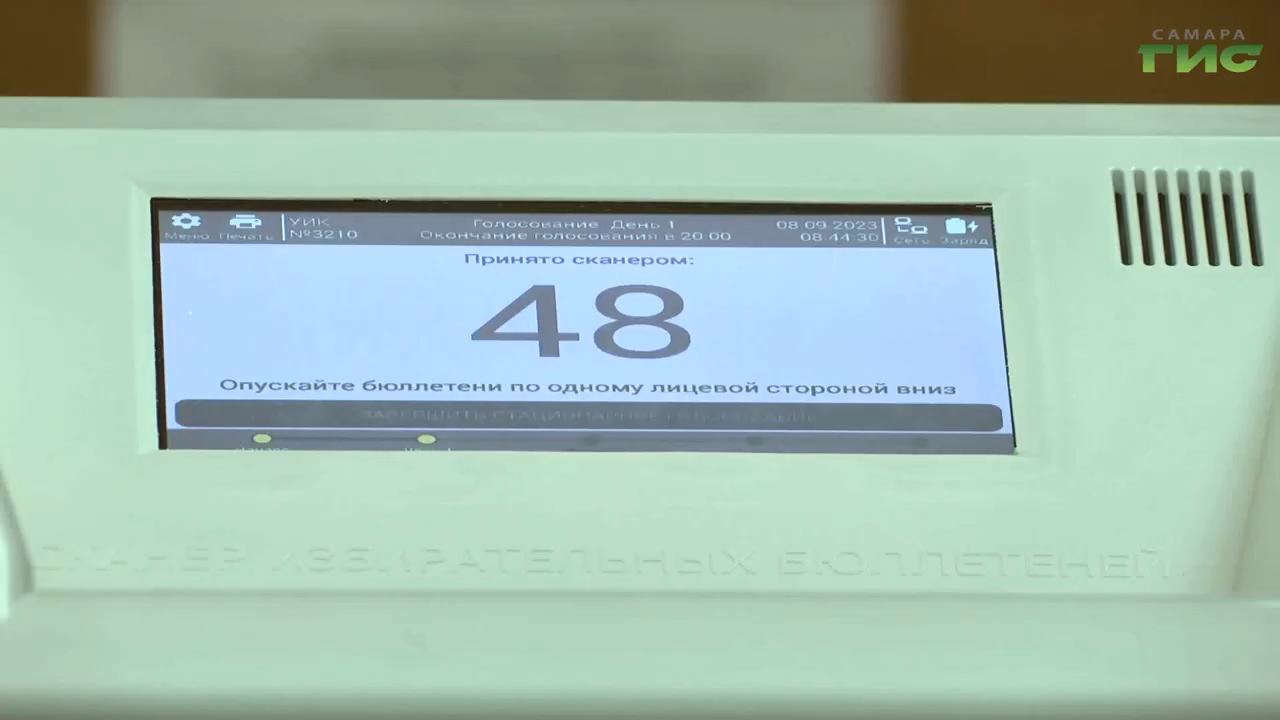 САМАРА
ГИС
Меню Печать
УИК
№3210
Голосование День 1
Окончание голосования в 20:00
08.09.2023
08:44:30
Сеть Заряд
Принято сканером:
48
Опускайте бюллетени по одному лицевой стороной вниз
ЗАВЕРШИТЬ СТАЦИОНАРНОЕ ГОЛОСОВАНИЕ
СКАНЕР ИЗБИРАТЕЛЬНЫХ БЮЛЛЕТЕНЕЙ